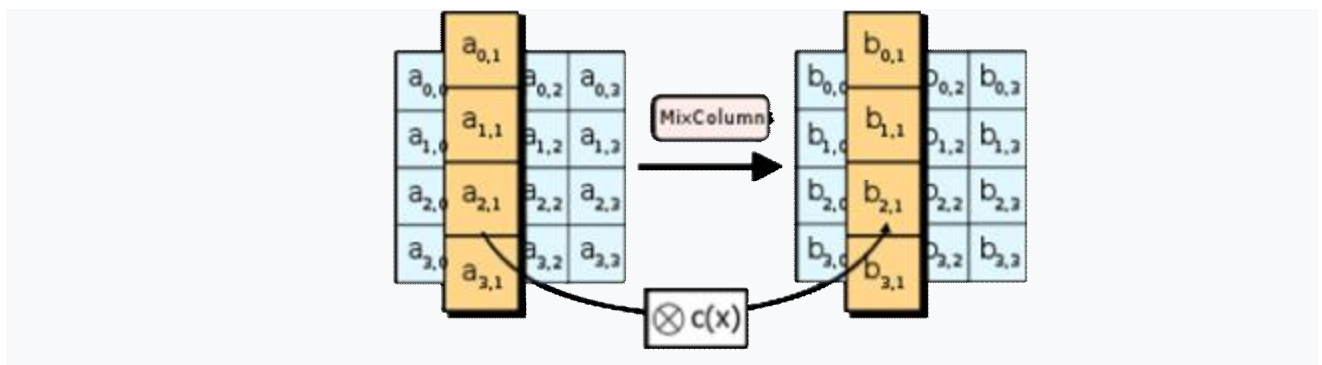 a0,1 b0,1
a0,0 a0,2 a0,3 b0,0 b0,2 b0,3
MixColumn
a1,1 b1,1
a1,0 a1,2 a1,3 b1,0 b1,2 b1,3
a2,0 a2,1 a2,2 a2,3 b2,0 b2,1 b2,2 b2,3
a3,0 a3,2 a3,3 b3,0 b3,2 b3,3
a3,1 b3,1
⊗ c(x)